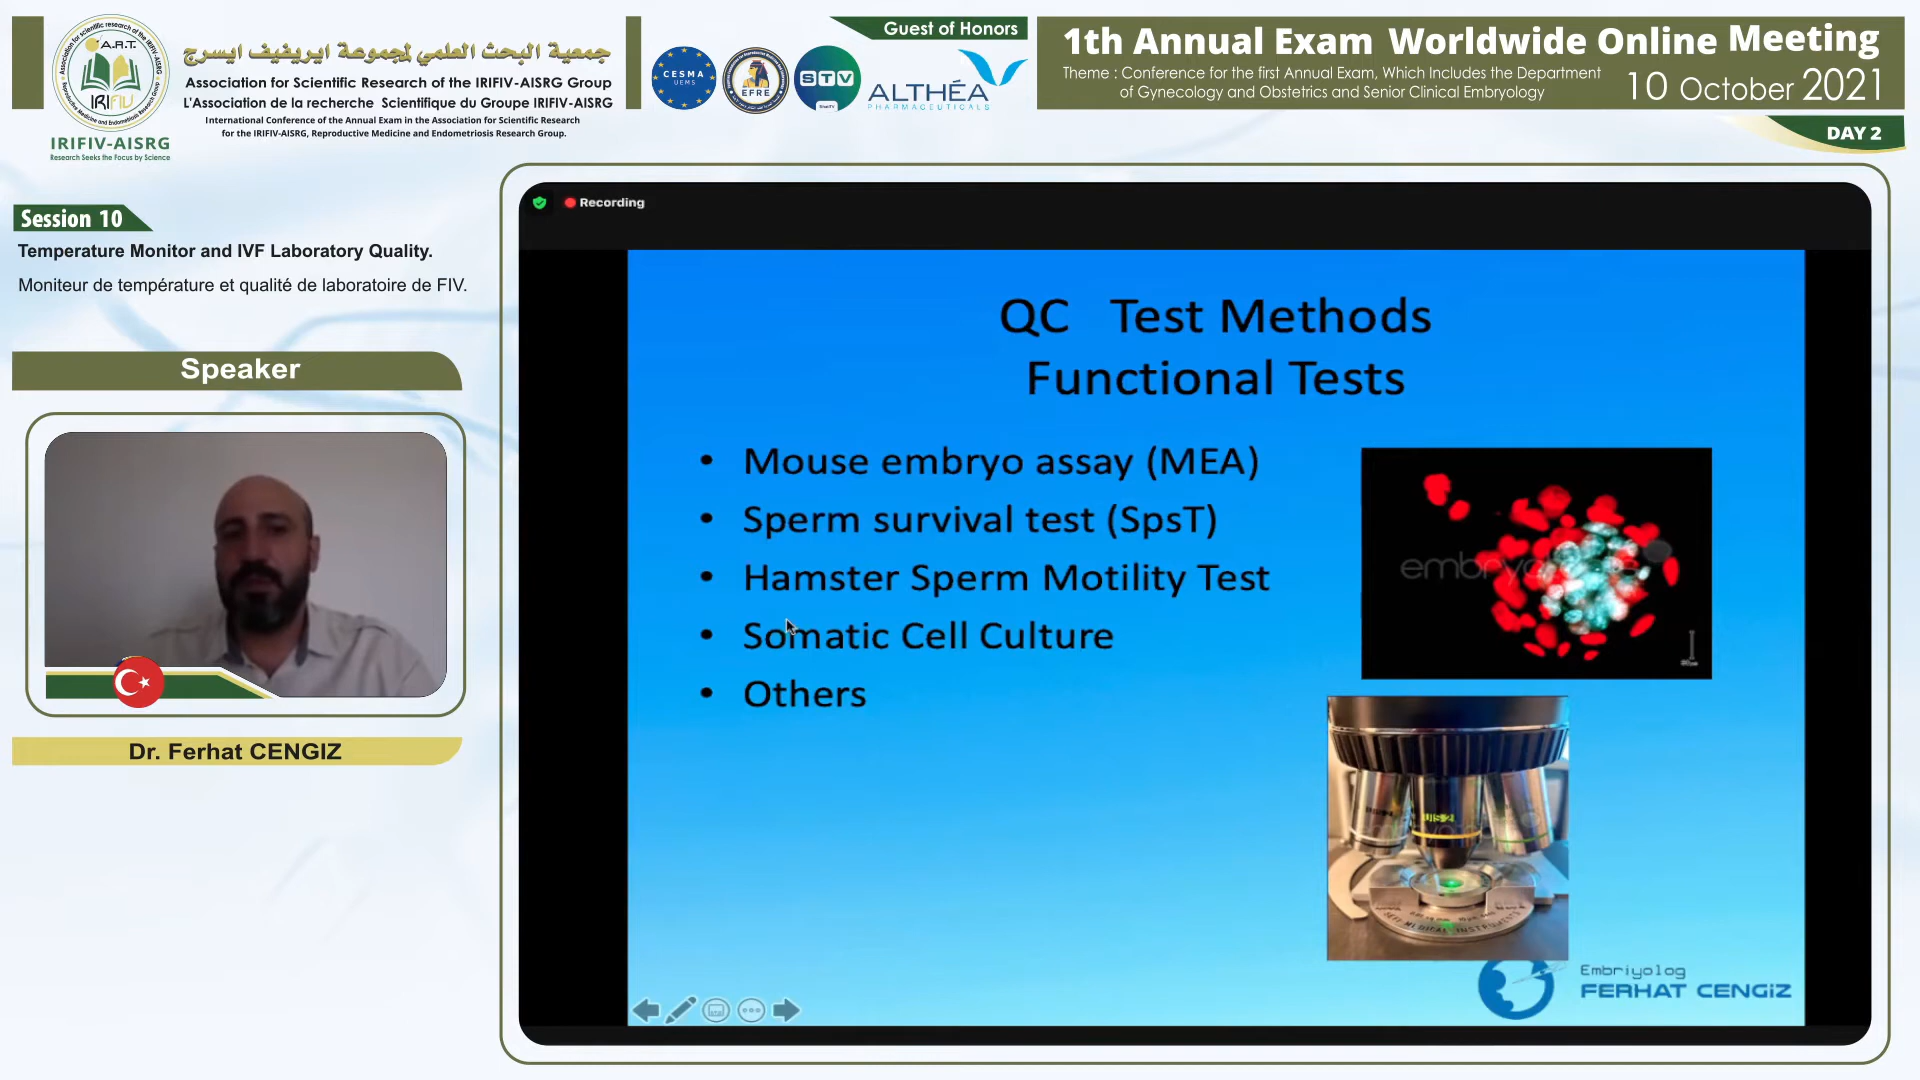 A.R.T.
IRIFIV
IRIFIV-AISRG
Research Seeks the Focus by Science
جمعية البحث العلمي لمجموعة ايريفيف ايسرج
Association for Scientific Research of the IRIFIV-AISRG Group
L'Association de la recherche Scientifique du Groupe IRIFIV-AISRG
International Conference of the Annual Exam in the Association for Scientific Research
for the IRIFIV-AISRG, Reproductive Medicine and Endometriosis Research Group.
Guest of Honors
CESMA
UEMS
EFRE
STV
ALTHÉA
PHARMACEUTICALS
1th Annual Exam Worldwide Online Meeting
Theme : Conference for the first Annual Exam, Which Includes the Department
of Gynecology and Obstetrics and Senior Clinical Embryology
10 October 2021
DAY 2
Session 10
Temperature Monitor and IVF Laboratory Quality.
Moniteur de température et qualité de laboratoire de FIV.
Speaker
Dr. Ferhat CENGIZ
Recording
QC Test Methods
Functional Tests
• Mouse embryo assay (MEA)
• Sperm survival test (SpsT)
• Hamster Sperm Motility Test
• Somatic Cell Culture
• Others
UIS 2
Embriyolog
FERHAT CENGiZ